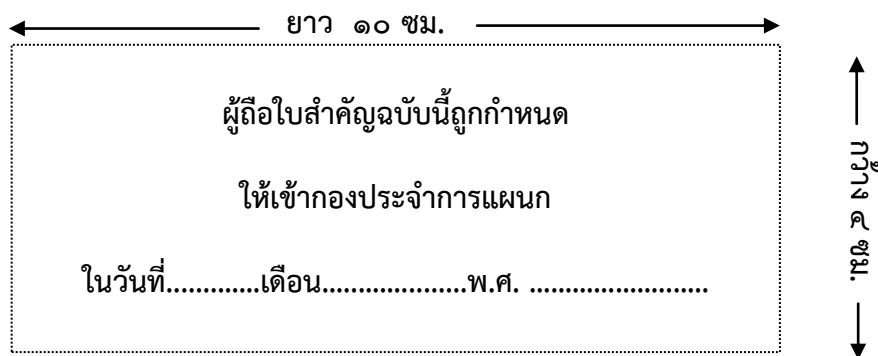 ยาว ๑๐ ซม.
ผู้ถือใบสำคัญฉบับนี้ถูกกำหนด
ให้เข้ากองประจำการแผนก
ในวันที่.............เดือน....................พ.ศ. .........................
กว้าง ๔ ซม.